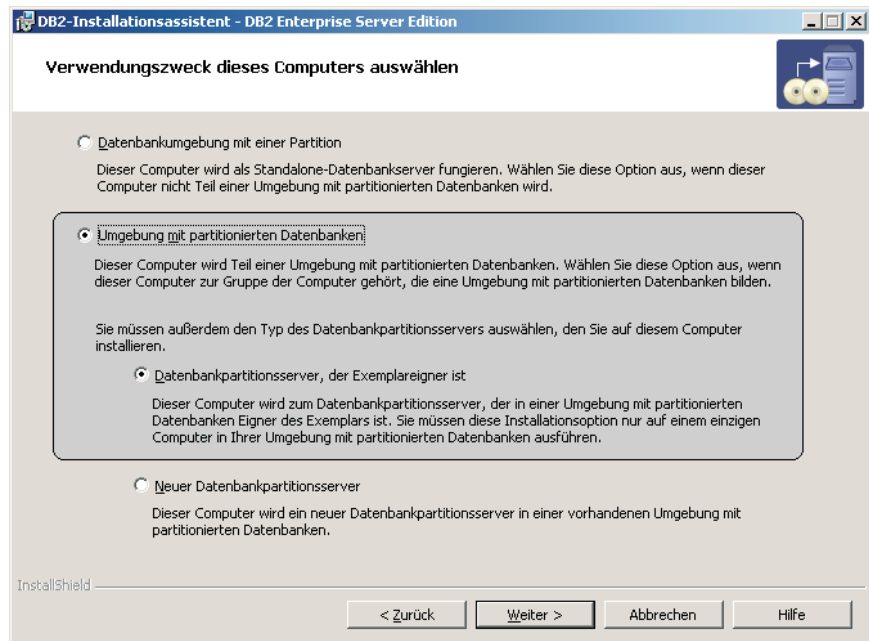 DB2-Installationsassistent - DB2 Enterprise Server Edition
Verwendungszweck dieses Computers auswählen
Datenbankumgebung mit einer Partition
Dieser Computer wird als Standalone-Datenbankserver fungieren. Wählen Sie diese Option aus, wenn dieser
Computer nicht Teil einer Umgebung mit partitionierten Datenbanken wird.
Umgebung mit partitionierten Datenbanken
Dieser Computer wird Teil einer Umgebung mit partitionierten Datenbanken. Wählen Sie diese Option aus, wenn
dieser Computer zur Gruppe der Computer gehört, die eine Umgebung mit partitionierten Datenbanken bilden.
Sie müssen außerdem den Typ des Datenbankpartitionsservers auswählen, den Sie auf diesem Computer
installieren.
Datenbankpartitionsserver, der Exemplareigner ist
Dieser Computer wird zum Datenbankpartitionsserver, der in einer Umgebung mit partitionierten
Datenbanken Eigner des Exemplars ist. Sie müssen diese Installationsoption nur auf einem einzigen
Computer in Ihrer Umgebung mit partitionierten Datenbanken ausführen.
Neuer Datenbankpartitionsserver
Dieser Computer wird ein neuer Datenbankpartitionsserver in einer vorhandenen Umgebung mit
partitionierten Datenbanken.
InstallShield
< Zurück Weiter > Abbrechen Hilfe